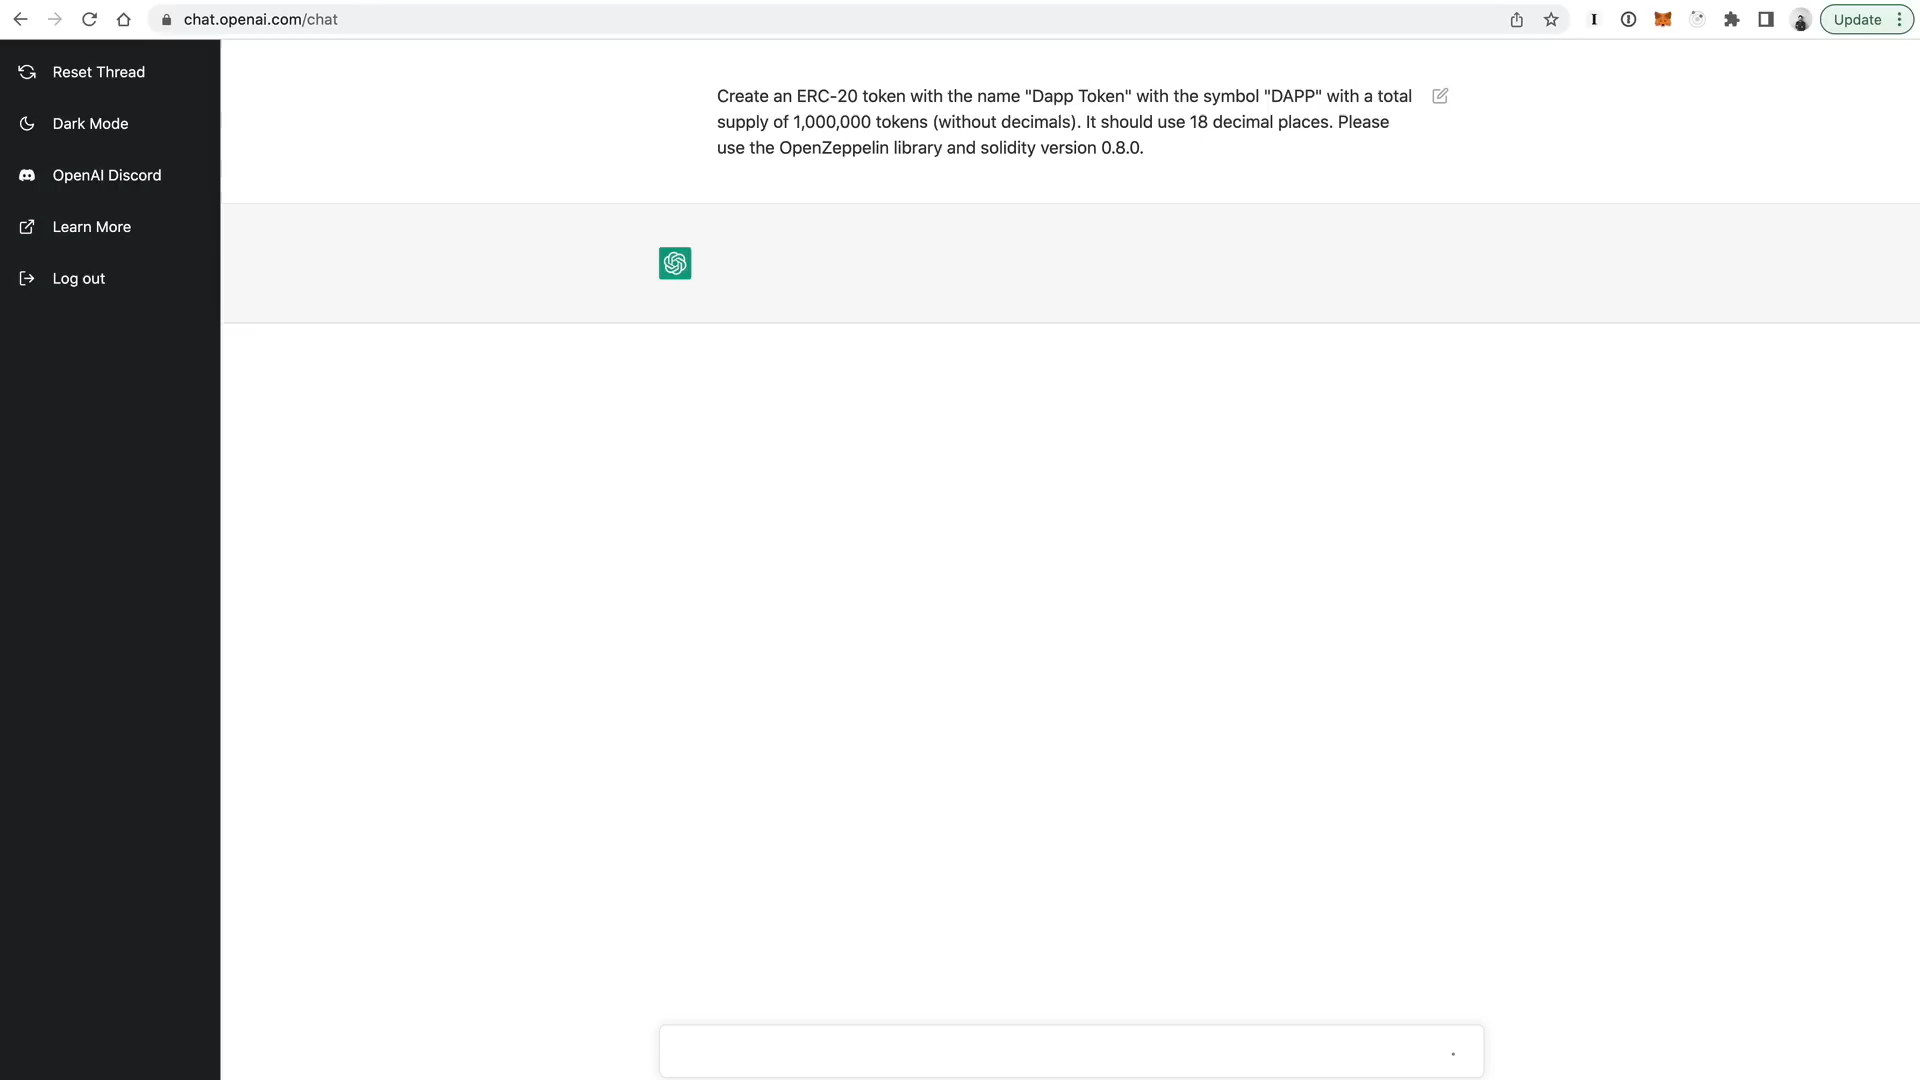 chat.openai.com/chat
Update
Reset Thread
Dark Mode
OpenAI Discord
Learn More
Log out
Create an ERC-20 token with the name "Dapp Token" with the symbol "DAPP" with a total
supply of 1,000,000 tokens (without decimals). It should use 18 decimal places. Please
use the OpenZeppelin library and solidity version 0.8.0.